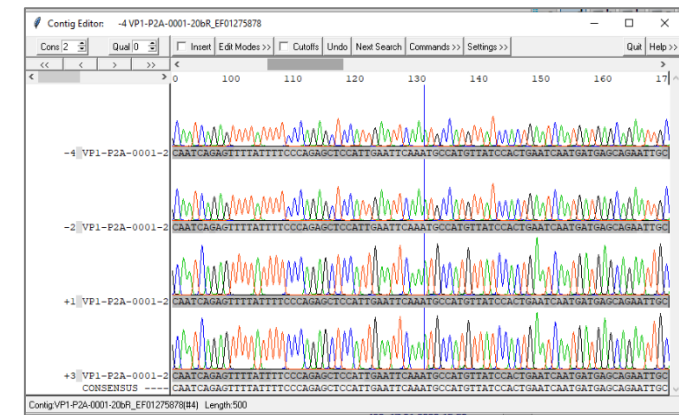 Contig Editor: -4 VP1-P2A-0001-20bR_EF01275878
Cons 2 Qual 0 Insert Edit Modes >> Cutoffs Undo Next Search Commands >> Settings >> Quit Help >>
<< < > >> < >
< > 0 100 110 120 130 140 150 160 17
-4 VP1-P2A-0001-2 CAATCAGAGTTTTATTTTCCCAGAGCTCCATTGAATTCAAATGCCATGTTATCCACTGAATCAATGATGAGCAGAATTGC
-2 VP1-P2A-0001-2 CAATCAGAGTTTTATTTTCCCAGAGCTCCATTGAATTCAAATGCCATGTTATCCACTGAATCAATGATGAGCAGAATTGC
+1 VP1-P2A-0001-2 CAATCAGAGTTTTATTTTCCCAGAGCTCCATTGAATTCAAATGCCATGTTATCCACTGAATCAATGATGAGCAGAATTGC
+3 VP1-P2A-0001-2 CAATCAGAGTTTTATTTTCCCAGAGCTCCATTGAATTCAAATGCCATGTTATCCACTGAATCAATGATGAGCAGAATTGC
CONSENSUS ---- CAATCAGAGTTTTATTTTCCCAGAGCTCCATTGAATTCAAATGCCATGTTATCCACTGAATCAATGATGAGCAGAATTGC
Contig:VP1-P2A-0001-20bR_EF01275878(#4) Length:500